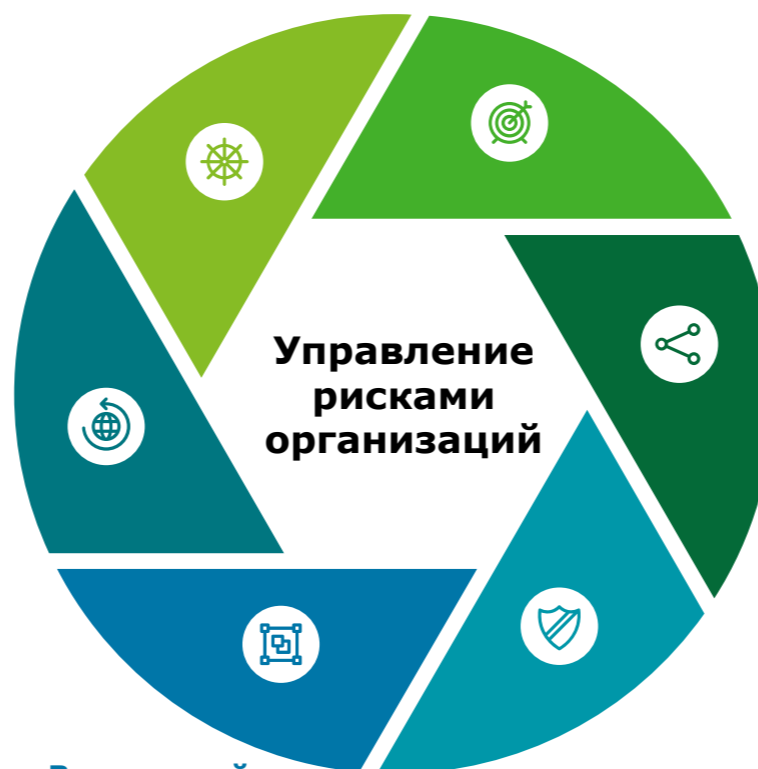 Управление
рисками
организаций